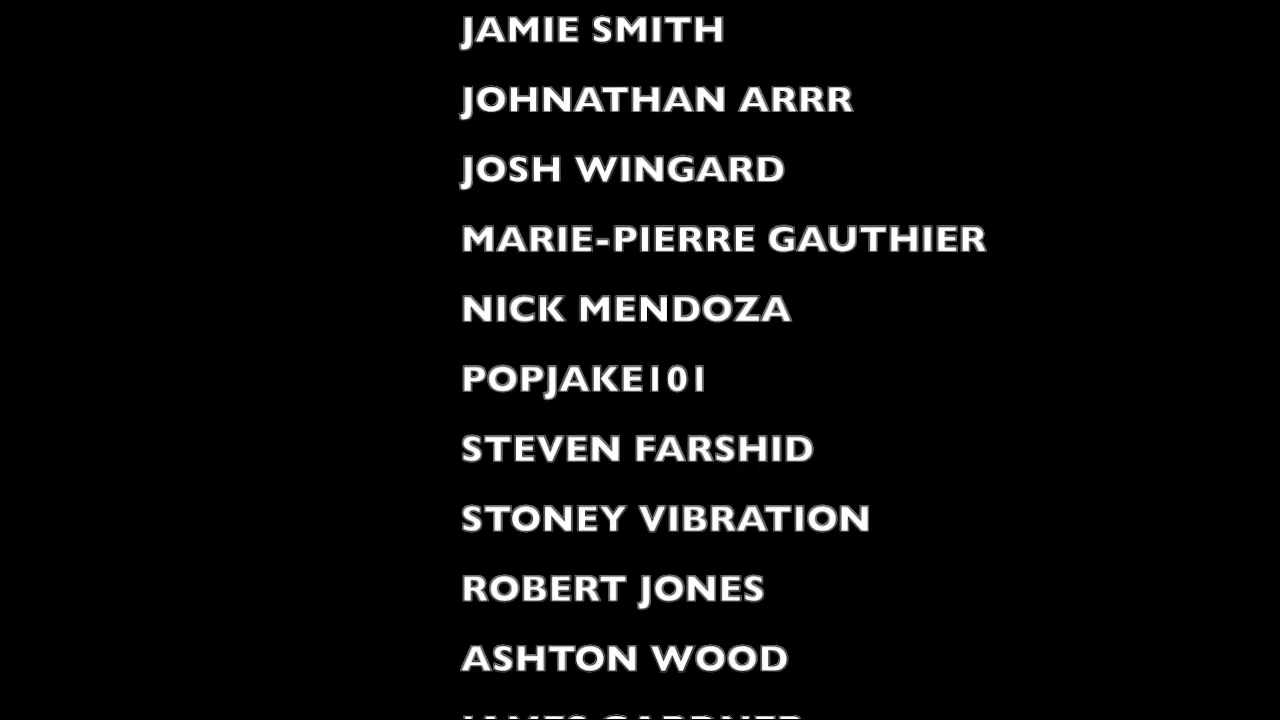 JAMIE SMITH
JOHNATHAN ARRR
JOSH WINGARD
MARIE-PIERRE GAUTHIER
NICK MENDOZA
POPJAKE101
STEVEN FARSHID
STONEY VIBRATION
ROBERT JONES
ASHTON WOOD